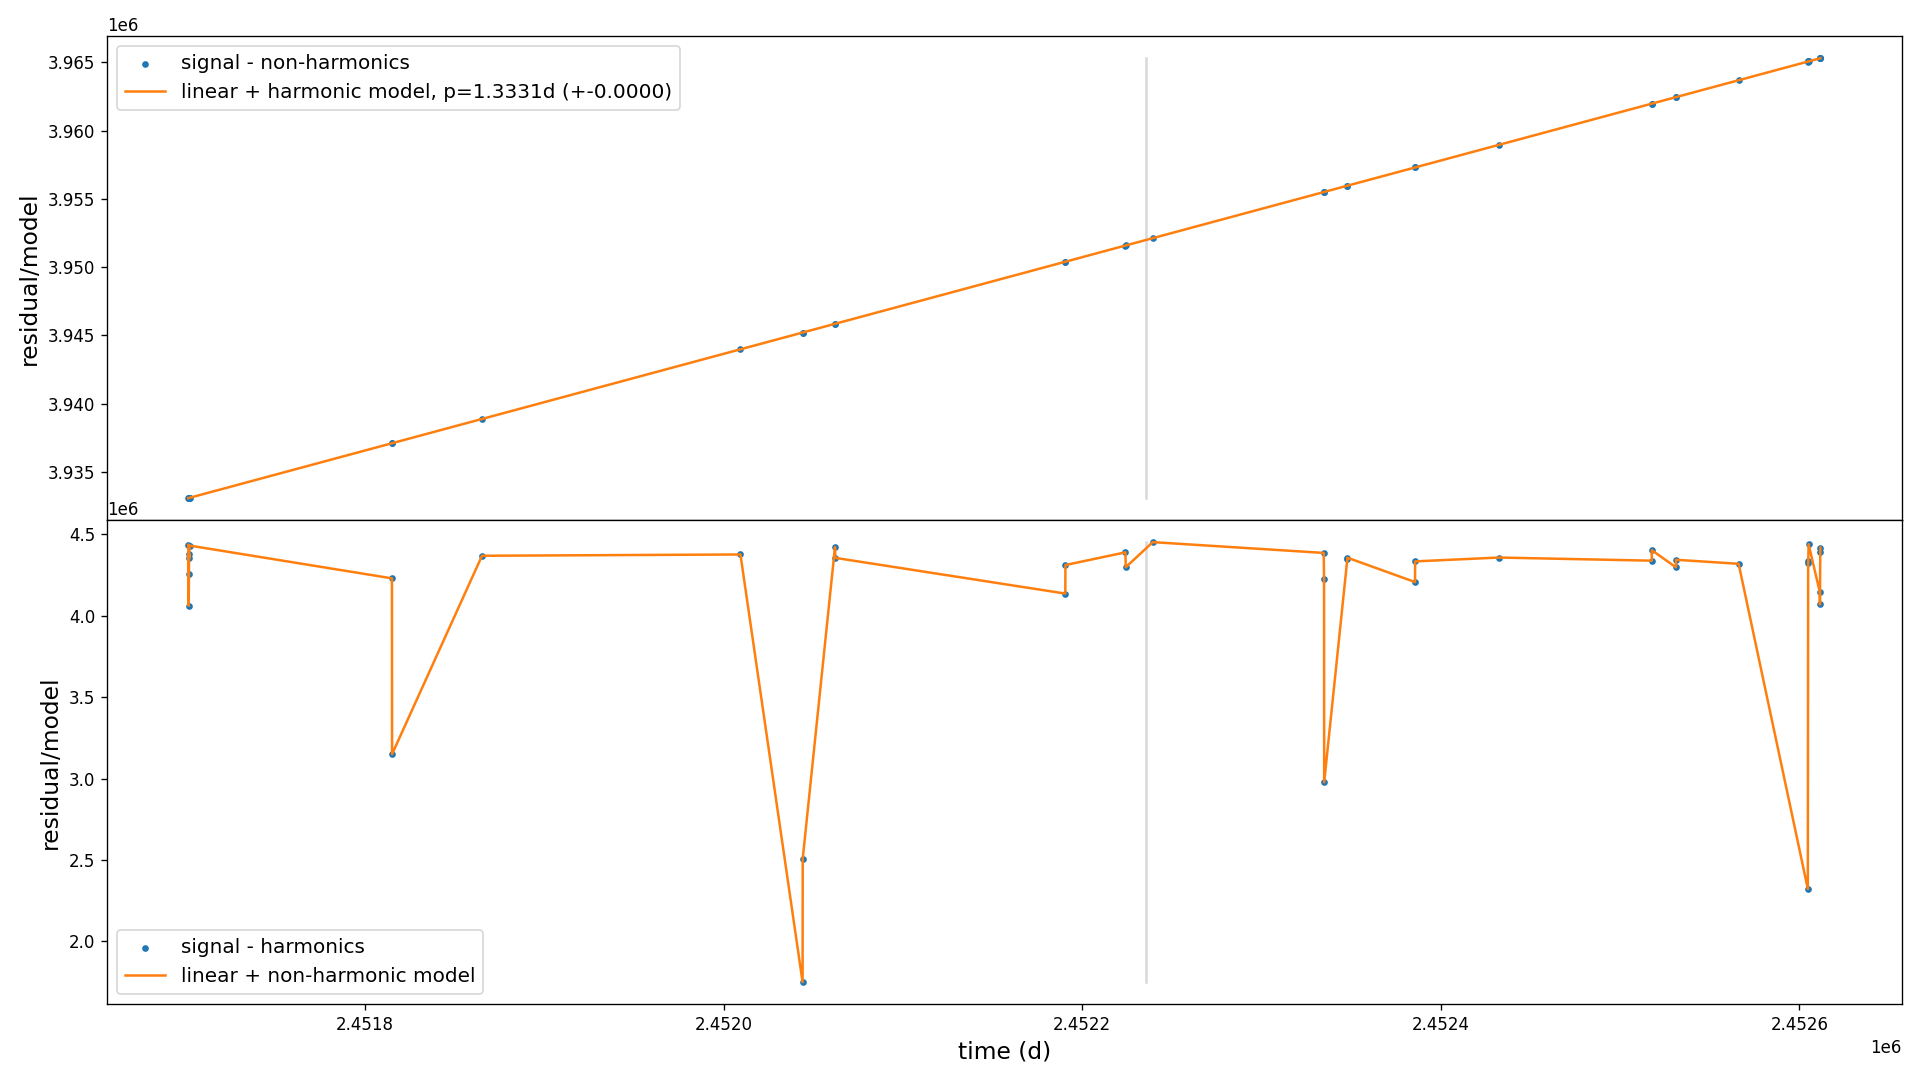 1e6
3.965
3.960
3.955
3.950
3.945
3.940
3.935
residual/model
signal - non-harmonics
linear + harmonic model, p=1.3331d (+-0.0000)
1e6
4.5
4.0
3.5
3.0
2.5
2.0
residual/model
signal - harmonics
linear + non-harmonic model
2.4518
2.4520
2.4522
2.4524
2.4526
1e6
time (d)